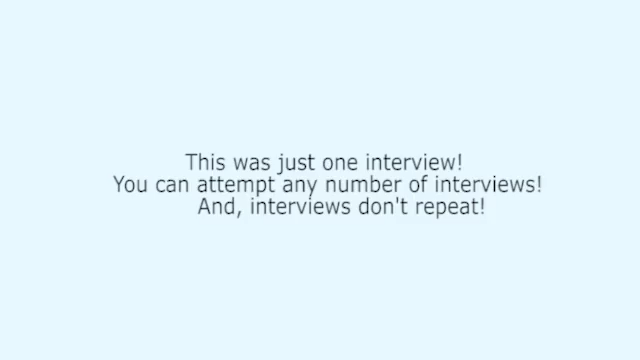 This was just one interview!
You can attempt any number of interviews!
And, interviews don't repeat!